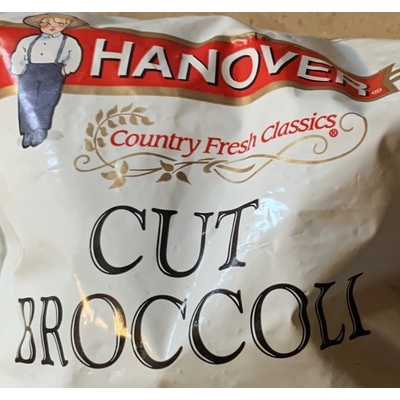 HANOVER
Country Fresh Classics®
CUT
BROCCOLI